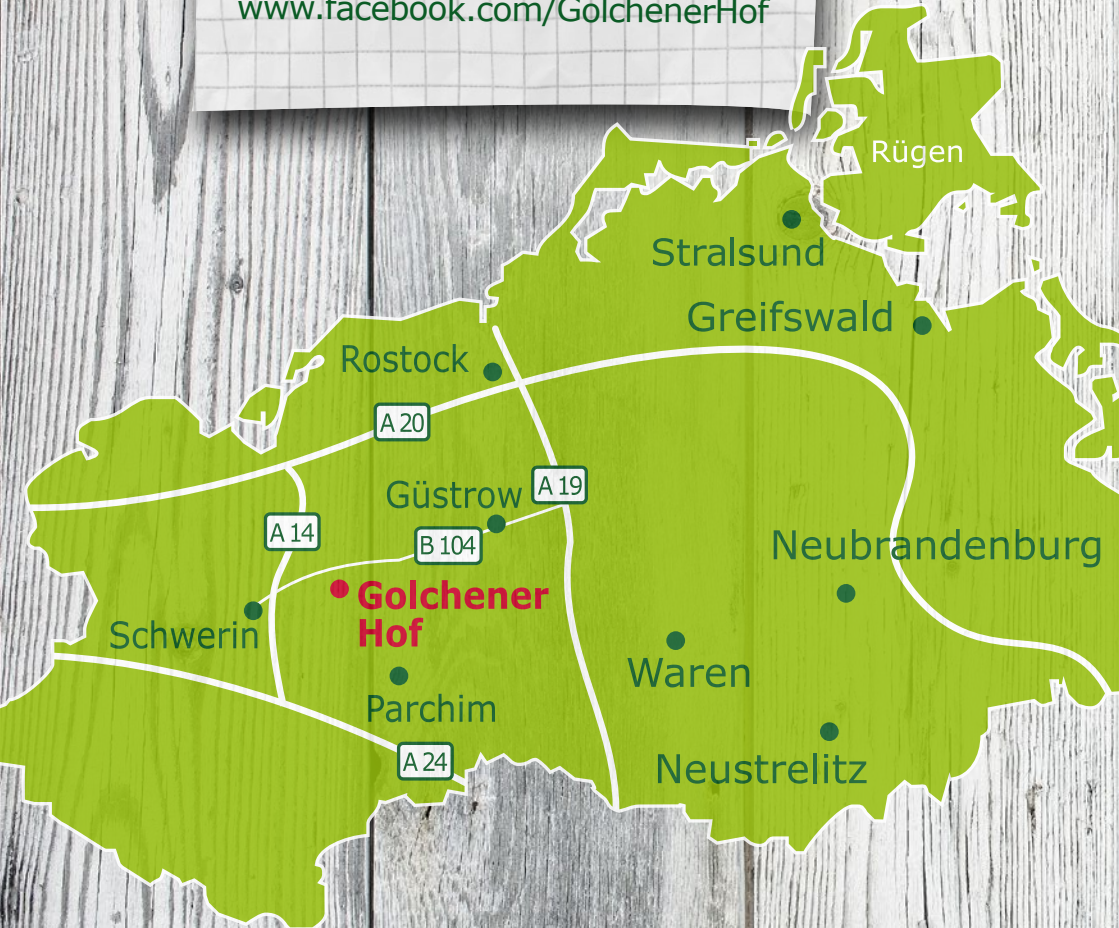 www.facebook.com/GolchenerHof
Rügen
Stralsund
Greifswald
Rostock
A 20
Güstrow
A 19
A 14
B 104
Neubrandenburg
Golchener
Hof
Schwerin
Waren
Parchim
A 24
Neustrelitz